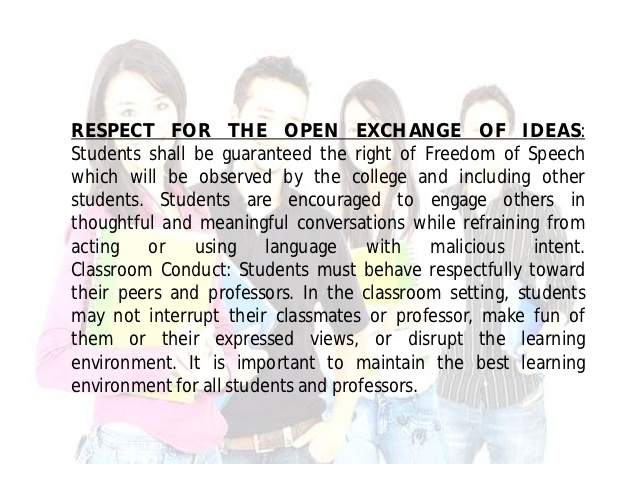 RESPECT FOR THE OPEN EXCHANGE OF IDEAS:
Students shall be guaranteed the right of Freedom of Speech
which will be observed by the college and including other
students. Students are encouraged to engage others in
thoughtful and meaningful conversations while refraining from
acting or using language with malicious intent.
Classroom Conduct: Students must behave respectfully toward
their peers and professors. In the classroom setting, students
may not interrupt their classmates or professor, make fun of
them or their expressed views, or disrupt the learning
environment. It is important to maintain the best learning
environment for all students and professors.